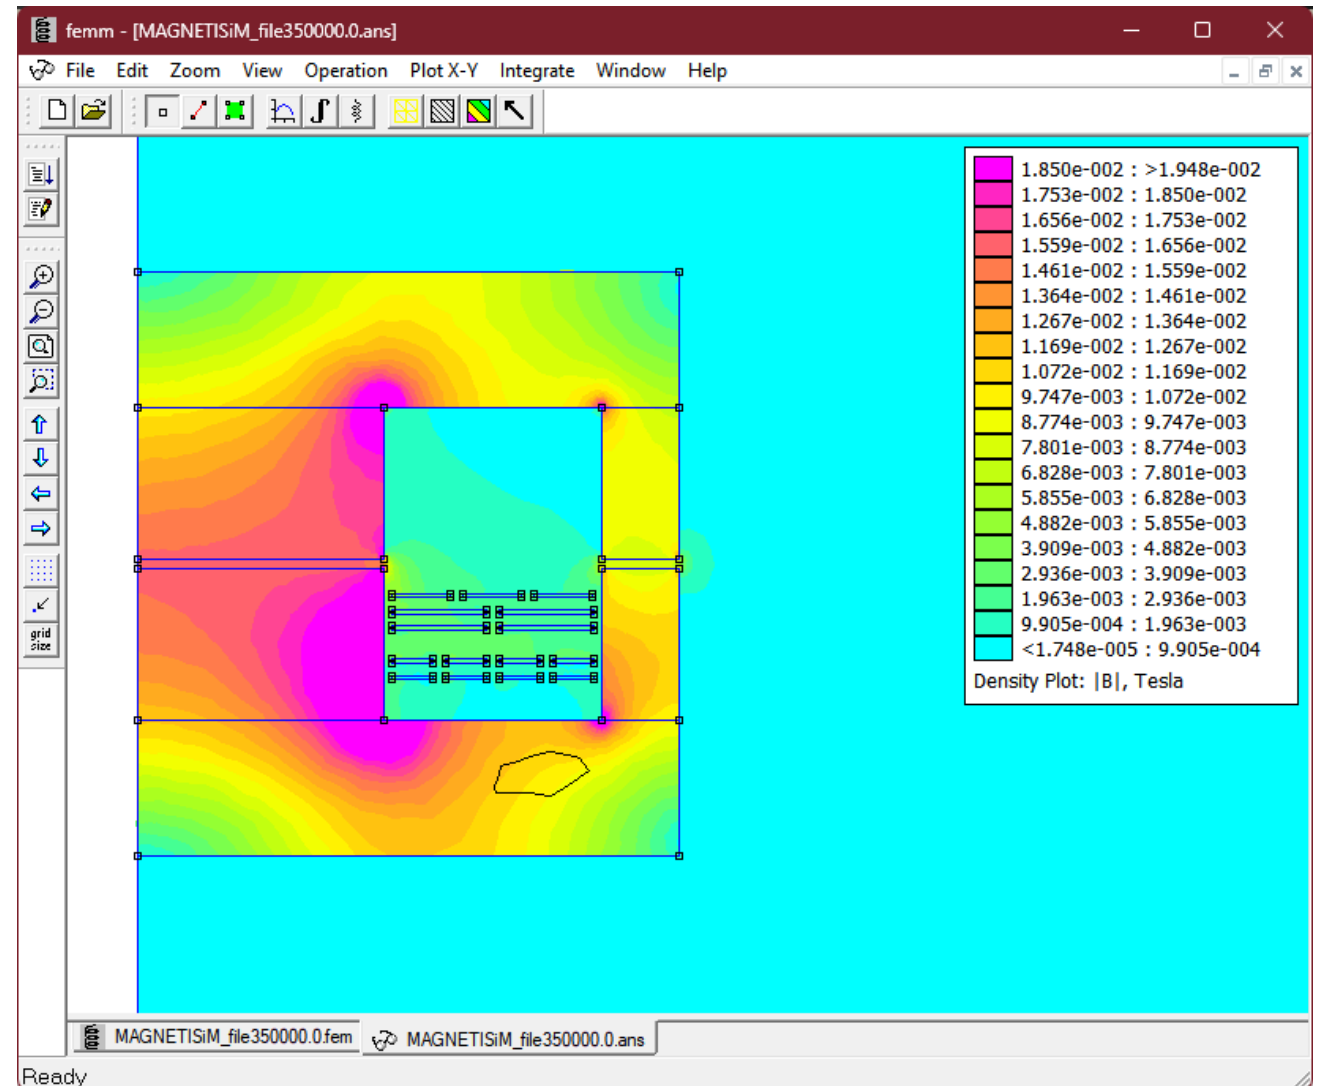 femm - [MAGNETISiM_file350000.0.ans]
File Edit Zoom View Operation Plot X-Y Integrate Window Help
grid
size
1.850e-002 : >1.948e-002
1.753e-002 : 1.850e-002
1.656e-002 : 1.753e-002
1.559e-002 : 1.656e-002
1.461e-002 : 1.559e-002
1.364e-002 : 1.461e-002
1.267e-002 : 1.364e-002
1.169e-002 : 1.267e-002
1.072e-002 : 1.169e-002
9.747e-003 : 1.072e-002
8.774e-003 : 9.747e-003
7.801e-003 : 8.774e-003
6.828e-003 : 7.801e-003
5.855e-003 : 6.828e-003
4.882e-003 : 5.855e-003
3.909e-003 : 4.882e-003
2.936e-003 : 3.909e-003
1.963e-003 : 2.936e-003
9.905e-004 : 1.963e-003
<1.748e-005 : 9.905e-004
Density Plot: |B|, Tesla
MAGNETISiM_file350000.0.fem
MAGNETISiM_file350000.0.ans
Ready